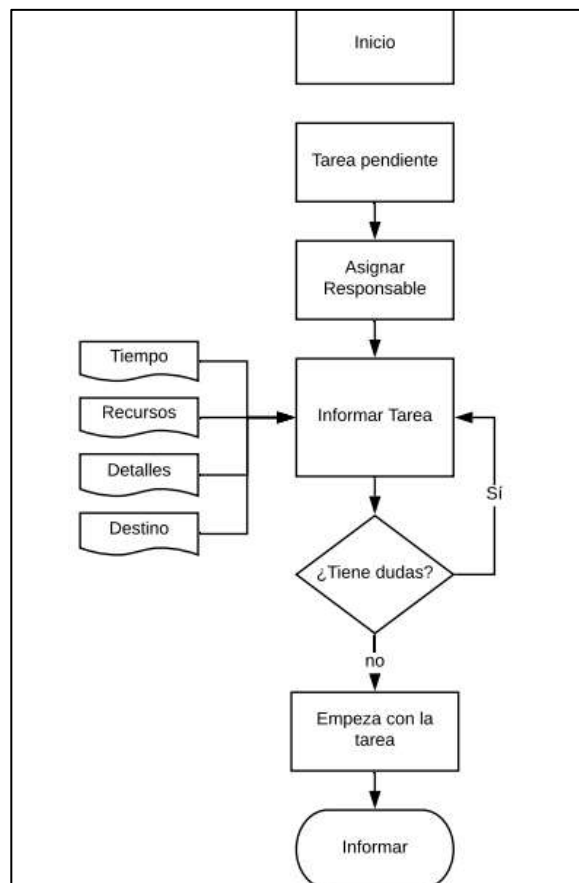 Inicio
Tarea pendiente
Asignar
Responsable
Tiempo
Recursos
Detalles
Destino
Informar Tarea
Sí
¿Tiene dudas?
no
Empeza con la
tarea
Informar